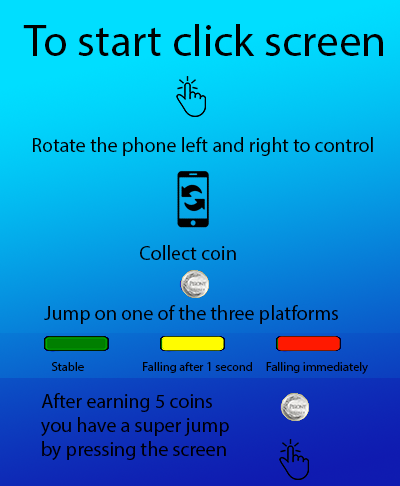 To start click screen
Rotate the phone left and right to control
Collect coin
Jump on one of the three platforms
Stable Falling after 1 second Falling immediately
After earning 5 coins
you have a super jump
by pressing the screen